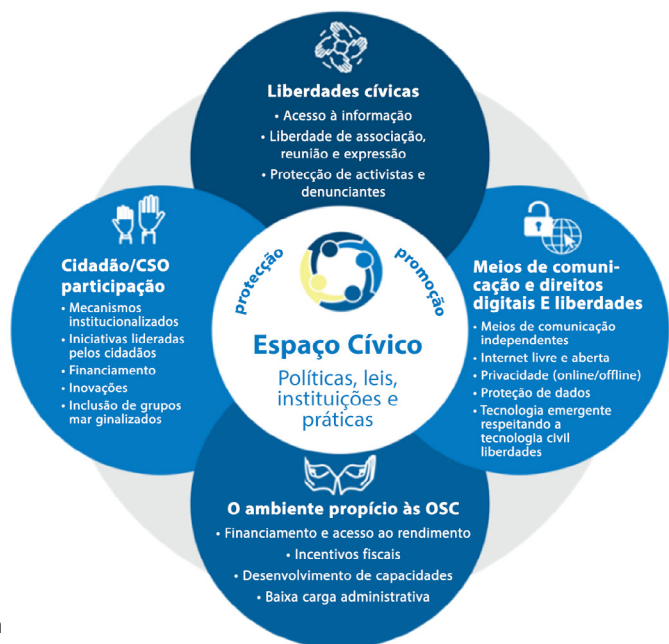 Liberdades cívicas
• Acesso à informação
• Liberdade de associação,
reunião e expressão
• Protecção de activistas e
denunciantes
Cidadão/CSO
participação
• Mecanismos
institucionalizados
• Iniciativas lideradas
pelos cidadãos
• Financiamento
• Inovações
• Inclusão de grupos
mar ginalizados
protecção
promoção
Espaço Cívico
Políticas, leis,
instituições e
práticas
Meios de comuni-
cação e direitos
digitais E liberdades
• Meios de comunicação
independentes
• Internet livre e aberta
• Privacidade (online/offline)
• Proteção de dados
• Tecnologia emergente
respeitando a
tecnologia civil
liberdades
O ambiente propício às OSC
• Financiamento e acesso ao rendimento
• Incentivos fiscais
• Desenvolvimento de capacidades
• Baixa carga administrativa